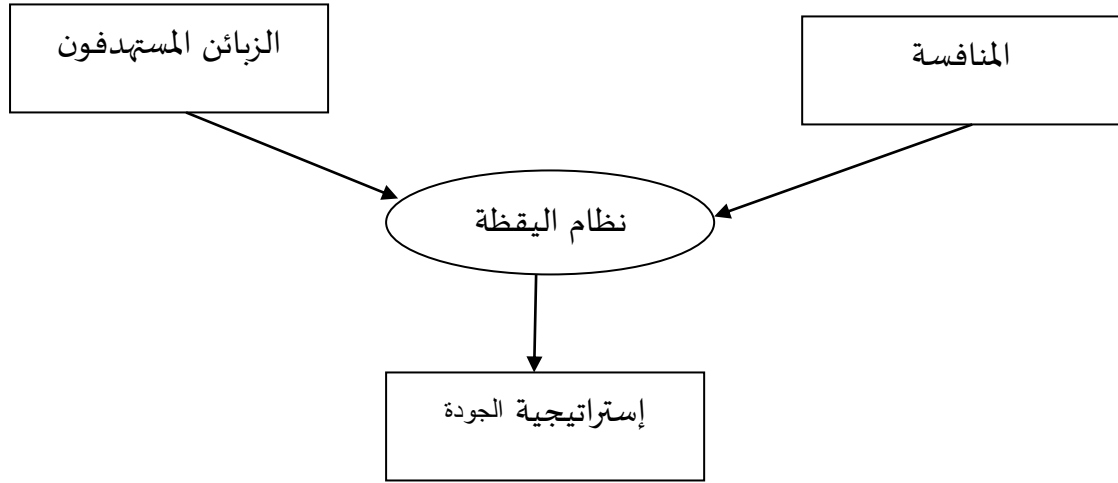 المنافسة
الزبائن المستهدفون
نظام اليقظة
إستراتيجية الجودة